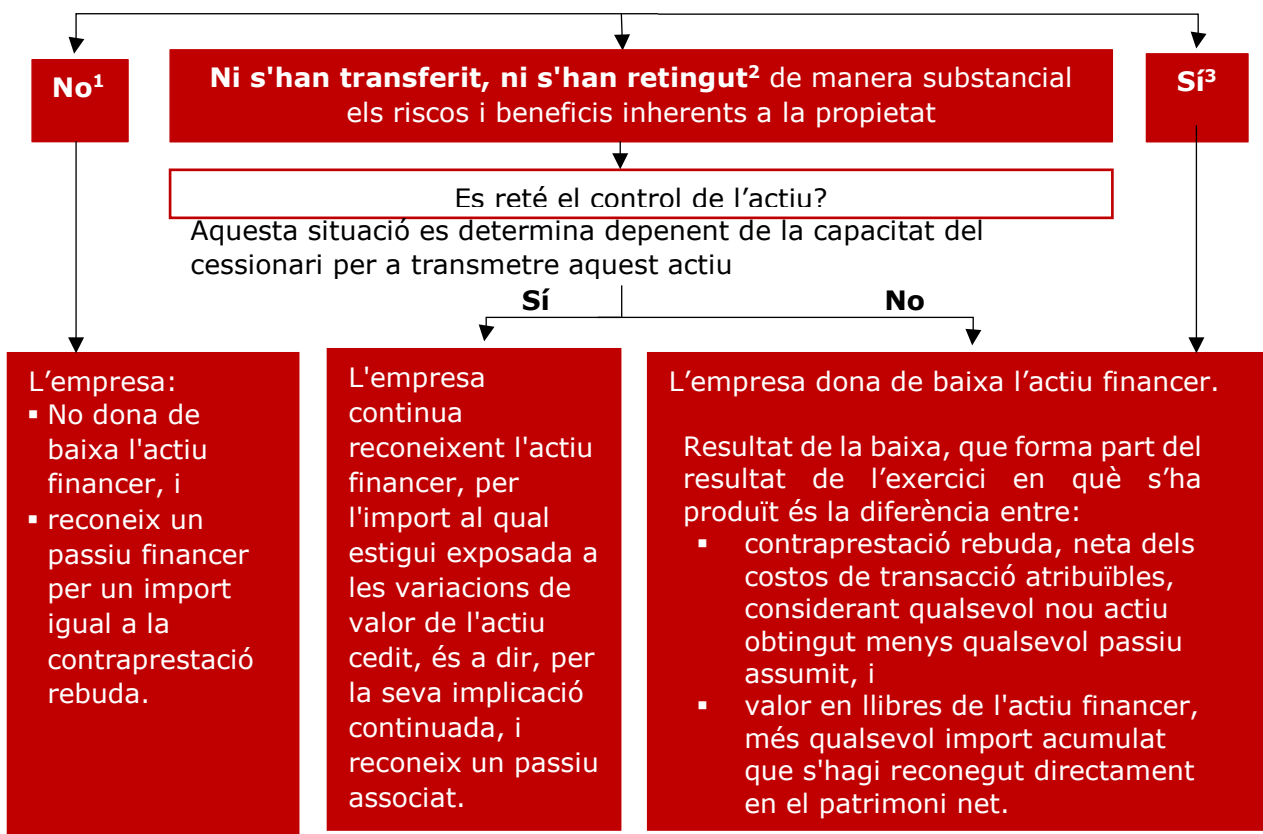 No¹
Ni s'han transferit, ni s'han retingut² de manera substancial
els riscos i beneficis inherents a la propietat
Sí³
Es reté el control de l’actiu?
Aquesta situació es determina depenent de la capacitat del
cessionari per a transmetre aquest actiu
Sí
No
L’empresa:
▪ No dona de
baixa l'actiu
financer, i
▪ reconeix un
passiu financer
per un import
igual a la
contraprestació
rebuda.
L'empresa
continua
reconeixent l'actiu
financer, per
l'import al qual
estigui exposada a
les variacions de
valor de l'actiu
cedit, és a dir, per
la seva implicació
continuada, i
reconeix un passiu
associat.
L’empresa dona de baixa l’actiu financer.
Resultat de la baixa, que forma part del
resultat de l’exercici en què s’ha
produït és la diferència entre:
▪ contraprestació rebuda, neta dels
costos de transacció atribuïbles,
considerant qualsevol nou actiu
obtingut menys qualsevol passiu
assumit, i
▪ valor en llibres de l'actiu financer,
més qualsevol import acumulat
que s'hagi reconegut directament
en el patrimoni net.